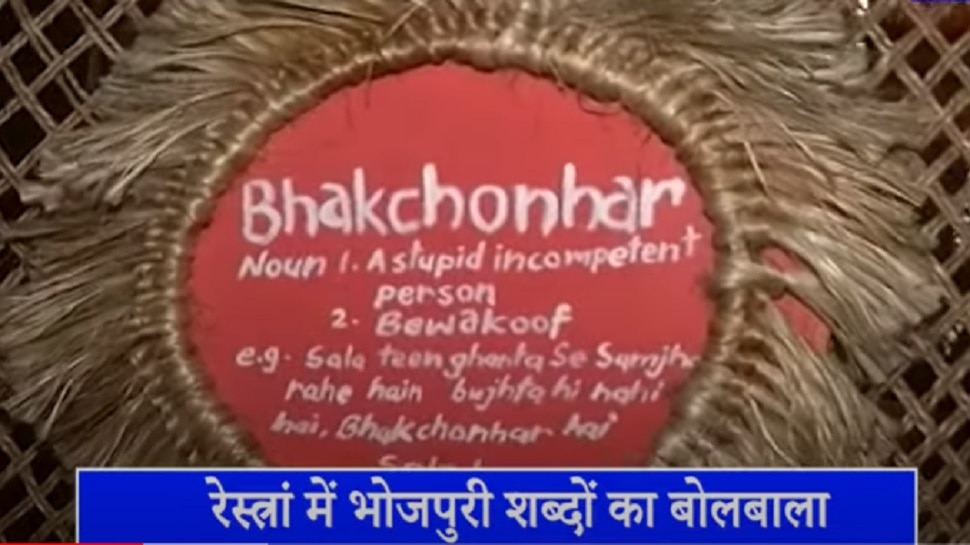 Bhakchonhar
Noun 1. A stupid incompetent
person
2. Bewakoof
e.g. Sala teen ghanta Se Samjha
rahe hain bujhta hi nahi
hai, Bhakchonhar hai
रेस्त्रां में भोजपुरी शब्दों का बोलबाला